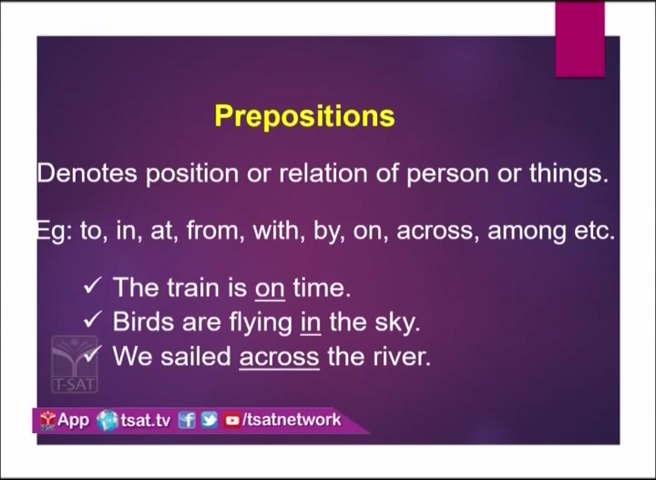 Prepositions
Denotes position or relation of person or things.
Eg: to, in, at, from, with, by, on, across, among etc.
✓ The train is on time.
✓ Birds are flying in the sky.
✓ We sailed across the river.
T-SAT
App tsat.tv /tsatnetwork